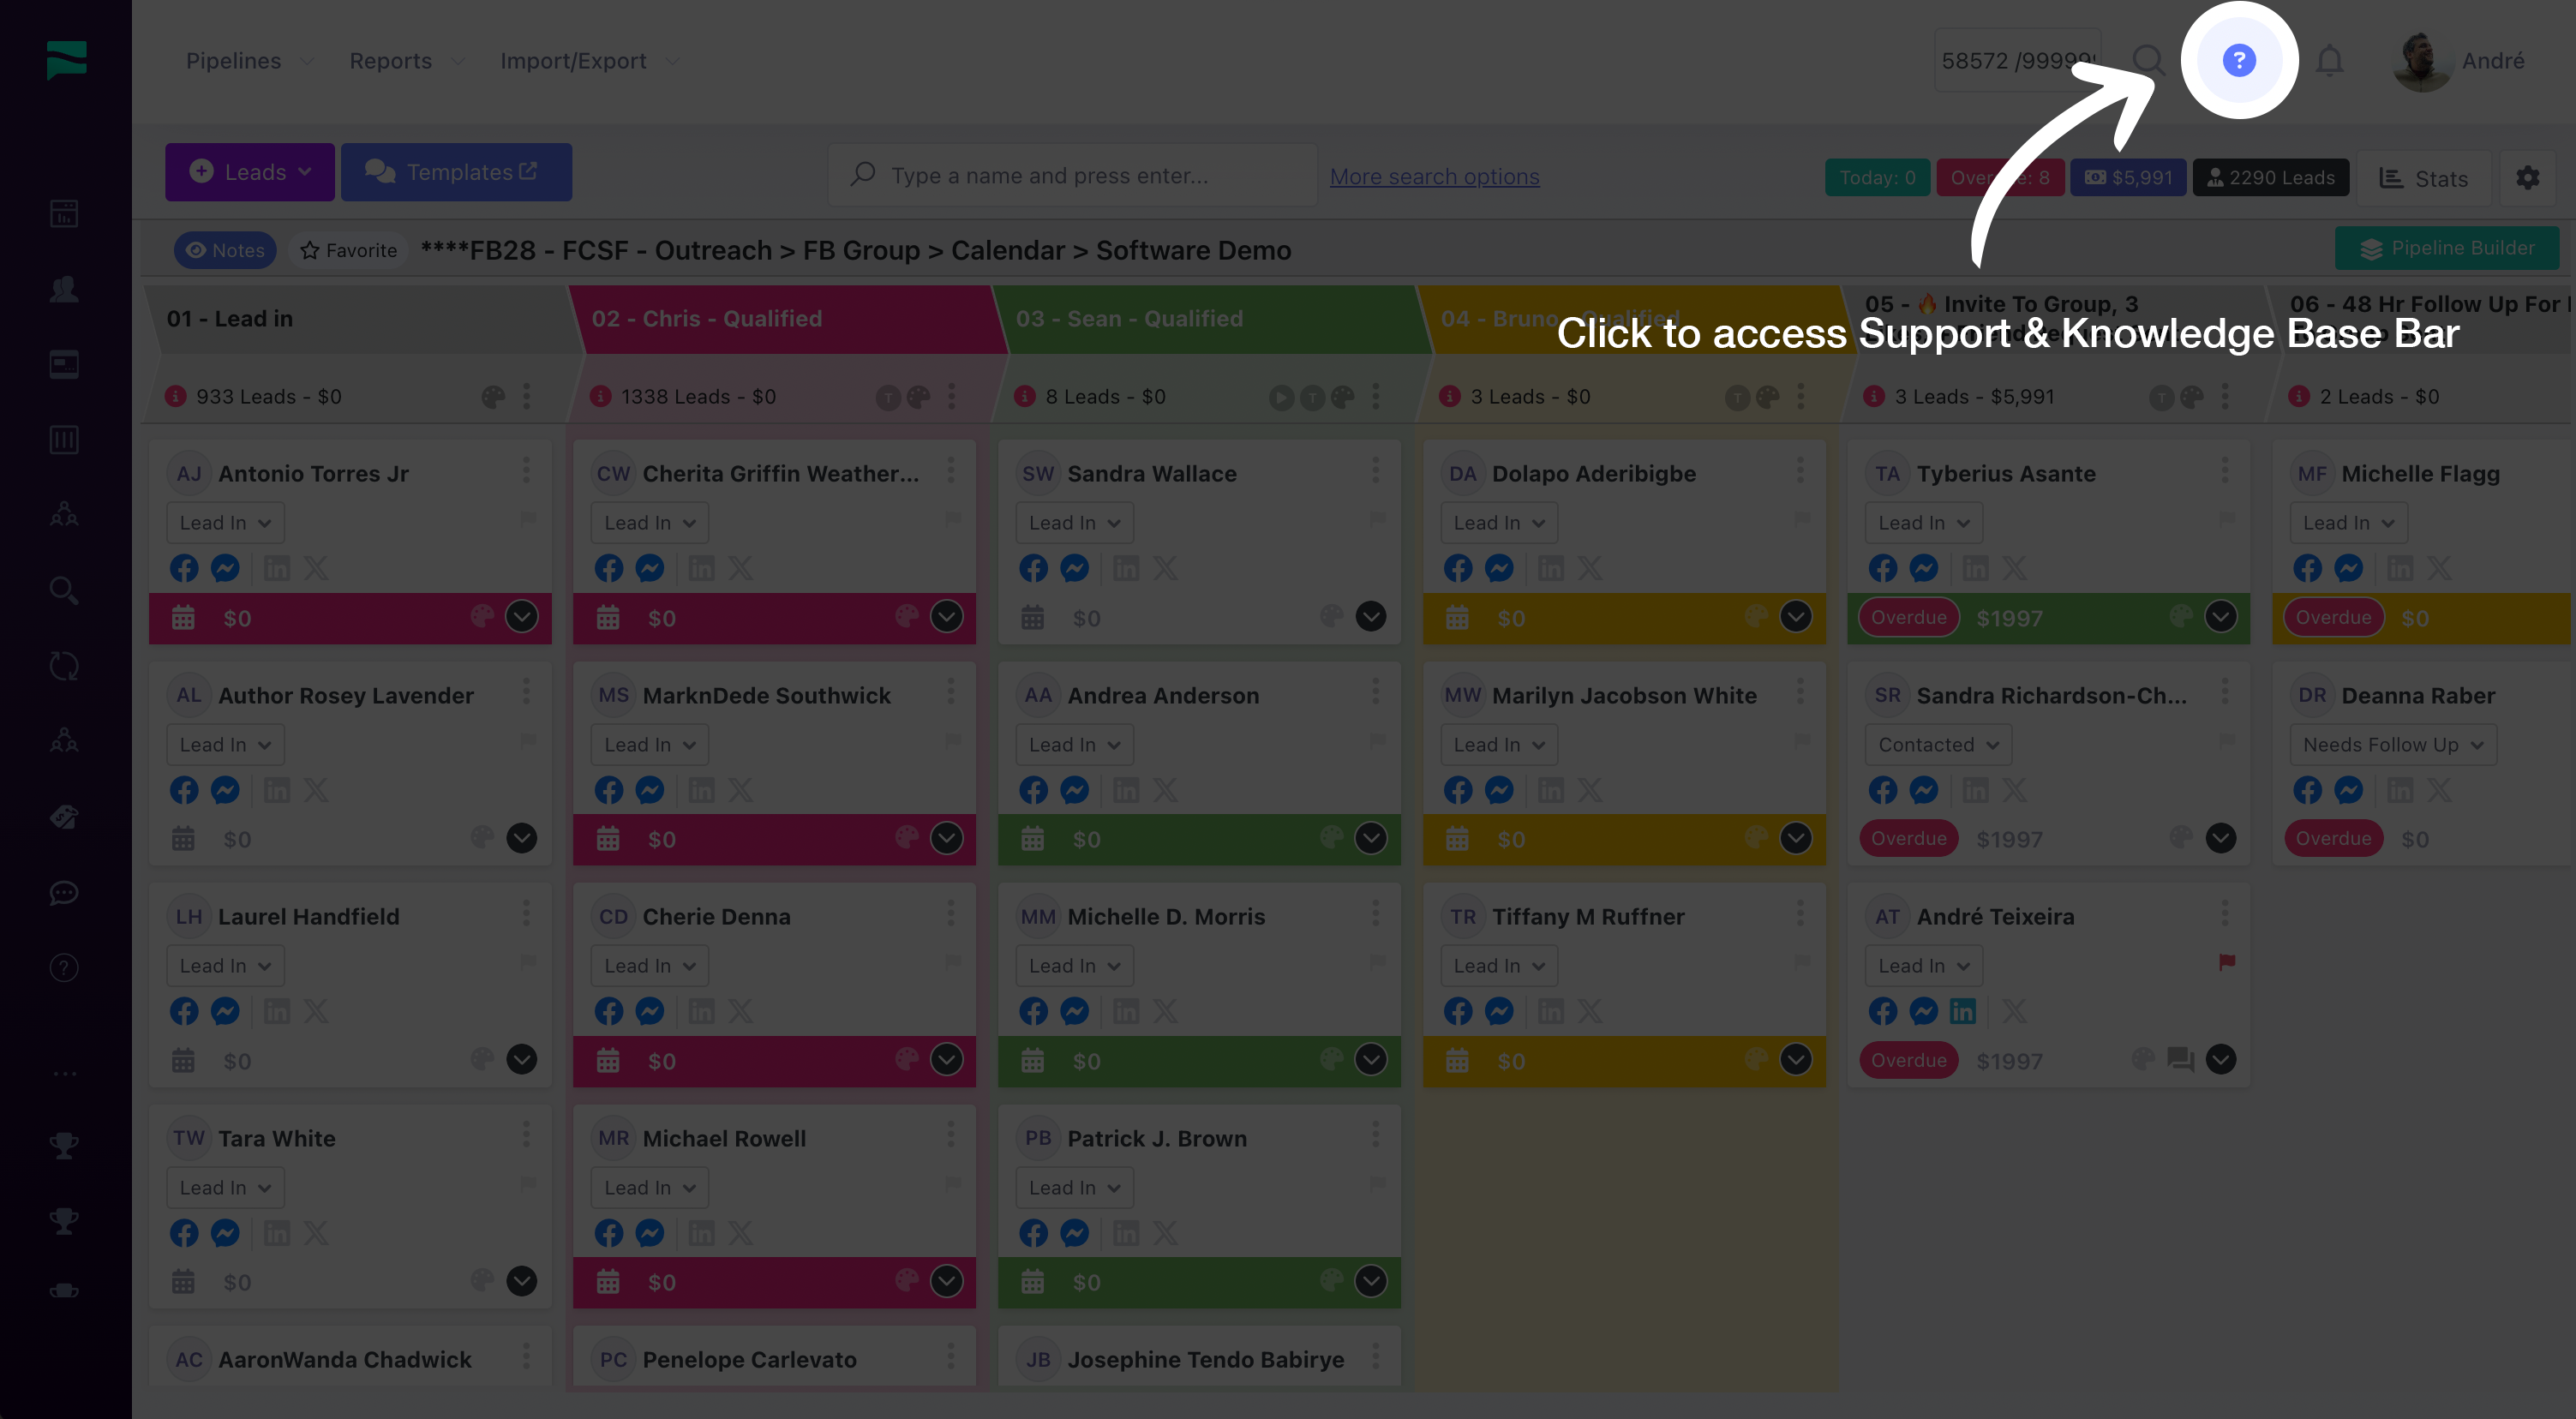 Pipelines Reports Import/Export
58572 /99999
?
André
Leads Templates
Type a name and press enter...
More search options
Today: 0 Overdue: 8 $5,991 2290 Leads Stats
Notes Favorite ****FB28 - FCSF - Outreach > FB Group > Calendar > Software Demo
Pipeline Builder
01 - Lead in 02 - Chris - Qualified 03 - Sean - Qualified 04 - Bruno - Qualified 05 - 🔥 Invite To Group, 3 06 - 48 Hr Follow Up For
Click to access Support & Knowledge Base Bar
933 Leads - $0 1338 Leads - $0 T 8 Leads - $0 T 3 Leads - $0 T 3 Leads - $5,991 T 2 Leads - $0
AJ Antonio Torres Jr CW Cherita Griffin Weather... SW Sandra Wallace DA Dolapo Aderibigbe TA Tyberius Asante MF Michelle Flagg
Lead In Lead In Lead In Lead In Lead In Lead In
$0 $0 $0 $0 Overdue $1997 Overdue $0
AL Author Rosey Lavender MS MarknDede Southwick AA Andrea Anderson MW Marilyn Jacobson White SR Sandra Richardson-Ch... DR Deanna Raber
Lead In Lead In Lead In Lead In Contacted Needs Follow Up
$0 $0 $0 $0 Overdue $1997 Overdue $0
LH Laurel Handfield CD Cherie Denna MM Michelle D. Morris TR Tiffany M Ruffner AT André Teixeira
Lead In Lead In Lead In Lead In Lead In
$0 $0 $0 $0 Overdue $1997
TW Tara White MR Michael Rowell PB Patrick J. Brown
Lead In Lead In Lead In
$0 $0 $0
AC AaronWanda Chadwick PC Penelope Carlevato JB Josephine Tendo Babirye